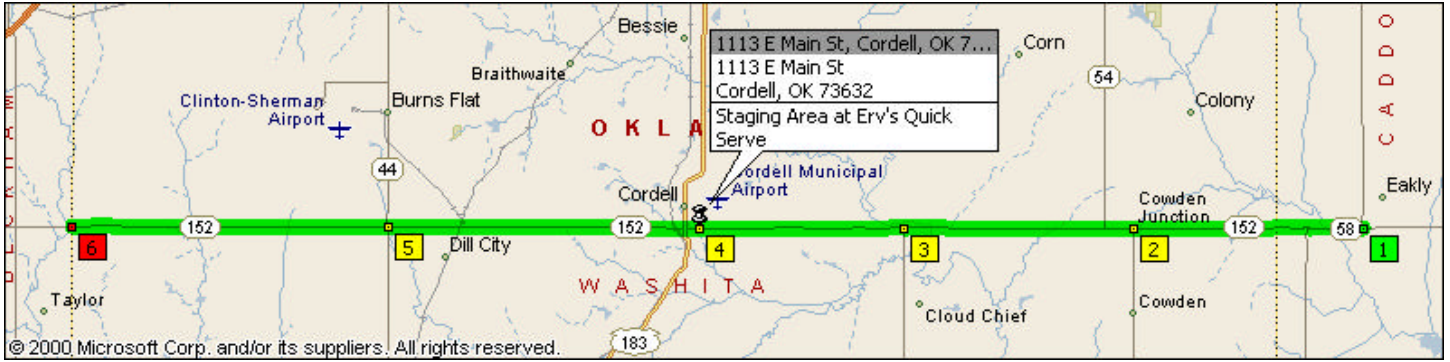 Bessie
1113 E Main St, Cordell, OK 7...
1113 E Main St
Cordell, OK 73632
Staging Area at Erv's Quick
Serve
Corn
Braithwaite
54
Clinton-Sherman
Airport
Burns Flat
Colony
OKLA
CADDO
44
Cordell Municipal
Airport
Cordell
Eakly
Cowden
Junction
152
152
152
58
6
5
Dill City
4
3
2
1
WASHITA
Taylor
Cowden
Cloud Chief
183
© 2000 Microsoft Corp. and/or its suppliers. All rights reserved.